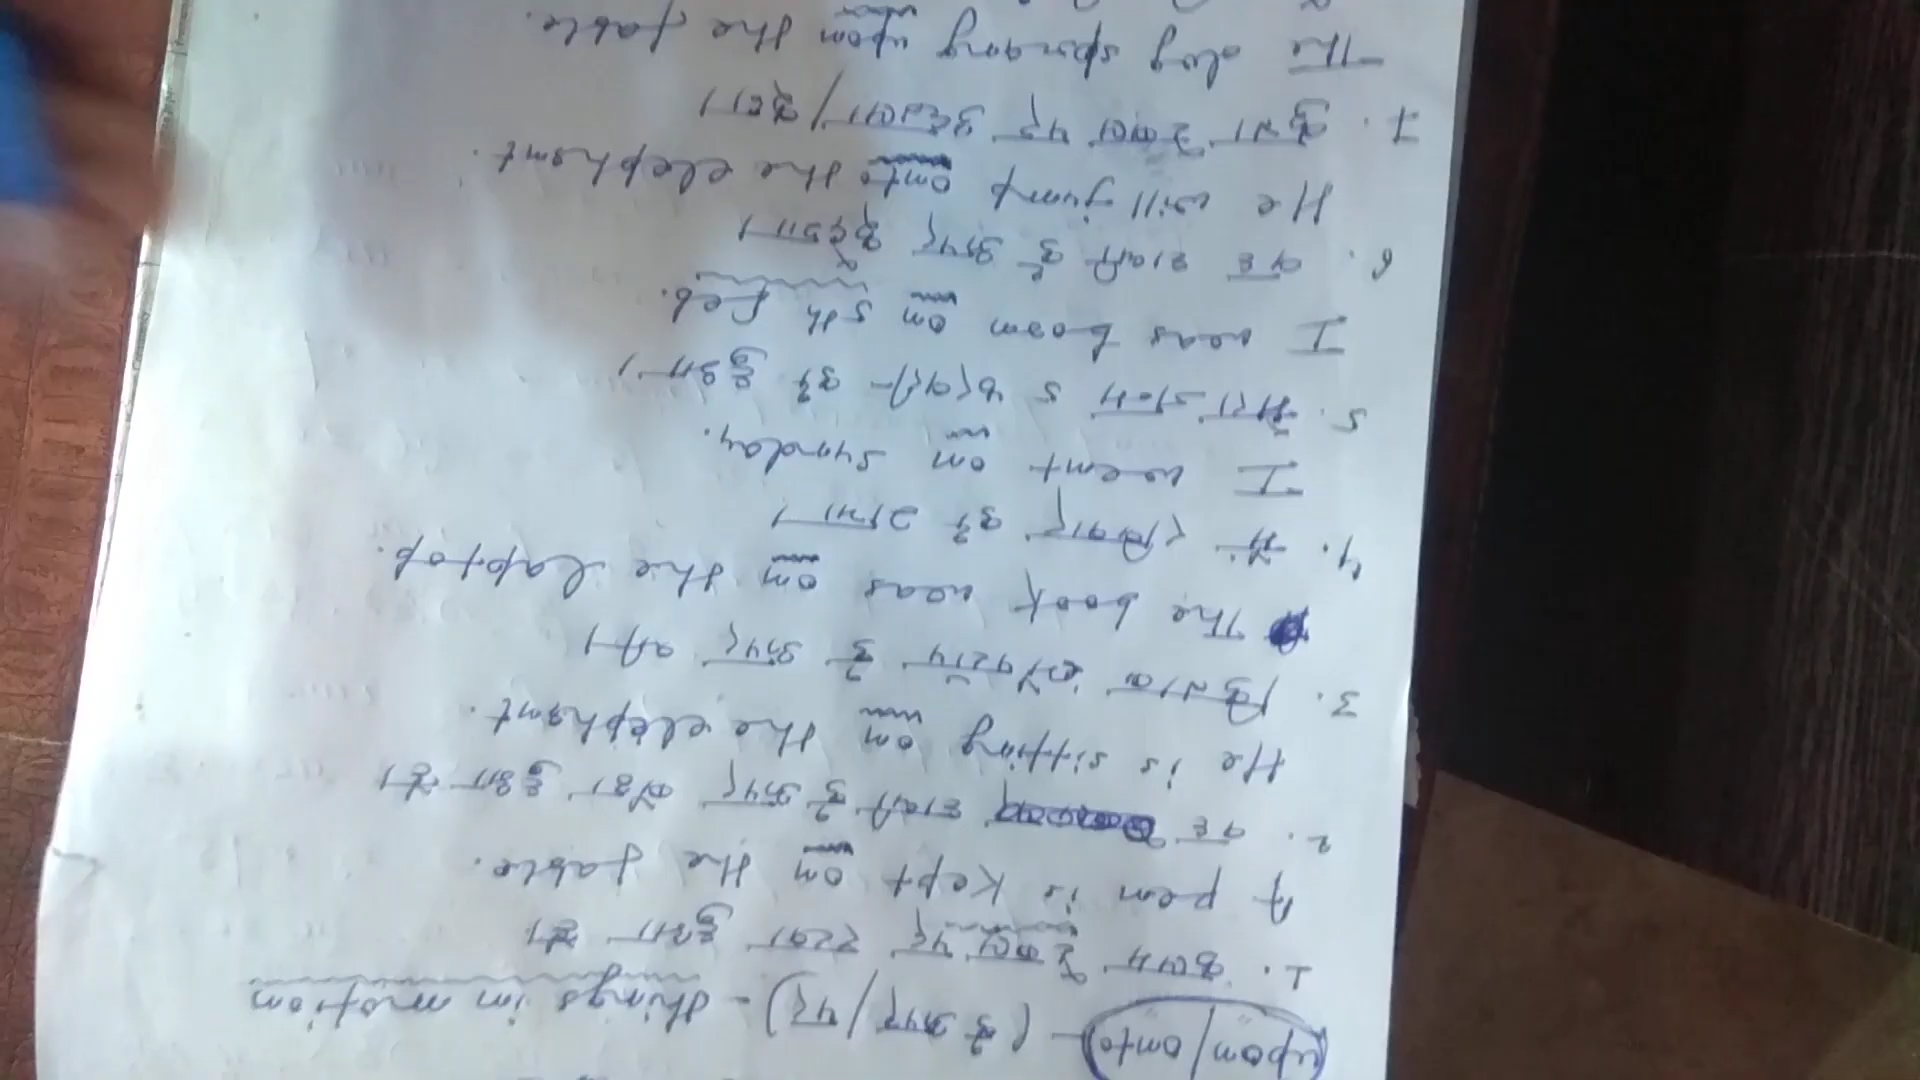 upon/onto - (के ऊपर/पर) - things in motion
1. कलम टेबल पर रखा हुआ है।
A pen is kept on the table.
2. वह हाथी के ऊपर बैठा हुआ है।
He is sitting on the elephant.
3. किताब लैपटॉप के ऊपर थी।
The book was on the laptop.
4. मैं रविवार को गया।
I went on sunday.
5. मेरा जन्म 5 फरवरी को हुआ।
I was born on 5th Feb.
6. वह हाथी के ऊपर कूदेगा।
He will jump onto the elephant.
7. कुत्ता टेबल पर उछला/कूदा।
The dog sprang upon the table.